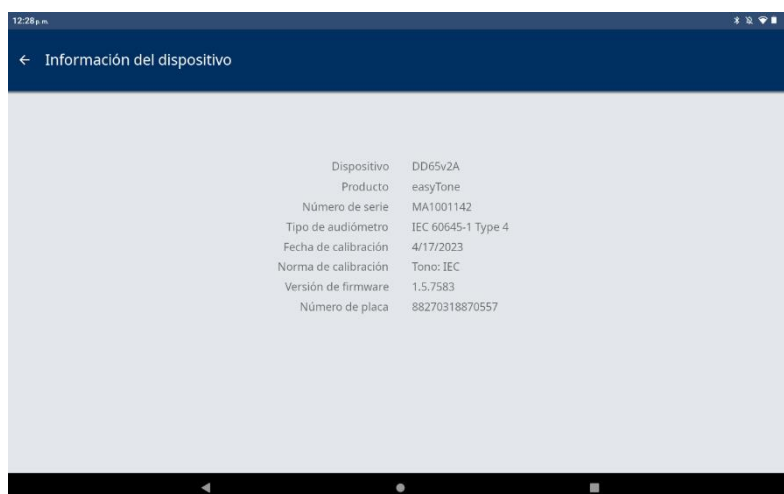 12:28 p.m.
Información del dispositivo
Dispositivo DD65v2A
Producto easyTone
Número de serie MA1001142
Tipo de audiómetro IEC 60645-1 Type 4
Fecha de calibración 4/17/2023
Norma de calibración Tono: IEC
Versión de firmware 1.5.7583
Número de placa 88270318870557